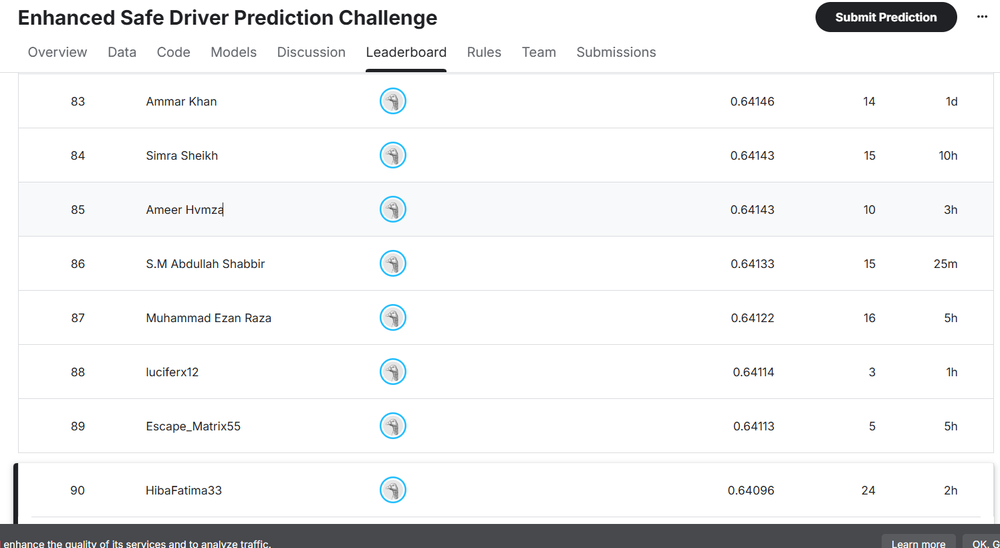 Enhanced Safe Driver Prediction Challenge
Submit Prediction
Overview Data Code Models Discussion Leaderboard Rules Team Submissions
83 Ammar Khan 0.64146 14 1d
84 Simra Sheikh 0.64143 15 10h
85 Ameer Hvmza 0.64143 10 3h
86 S.M Abdullah Shabbir 0.64133 15 25m
87 Muhammad Ezan Raza 0.64122 16 5h
88 luciferx12 0.64114 3 1h
89 Escape_Matrix55 0.64113 5 5h
90 HibaFatima33 0.64096 24 2h
enhance the quality of its services and to analyze traffic.
Learn more
OK, G